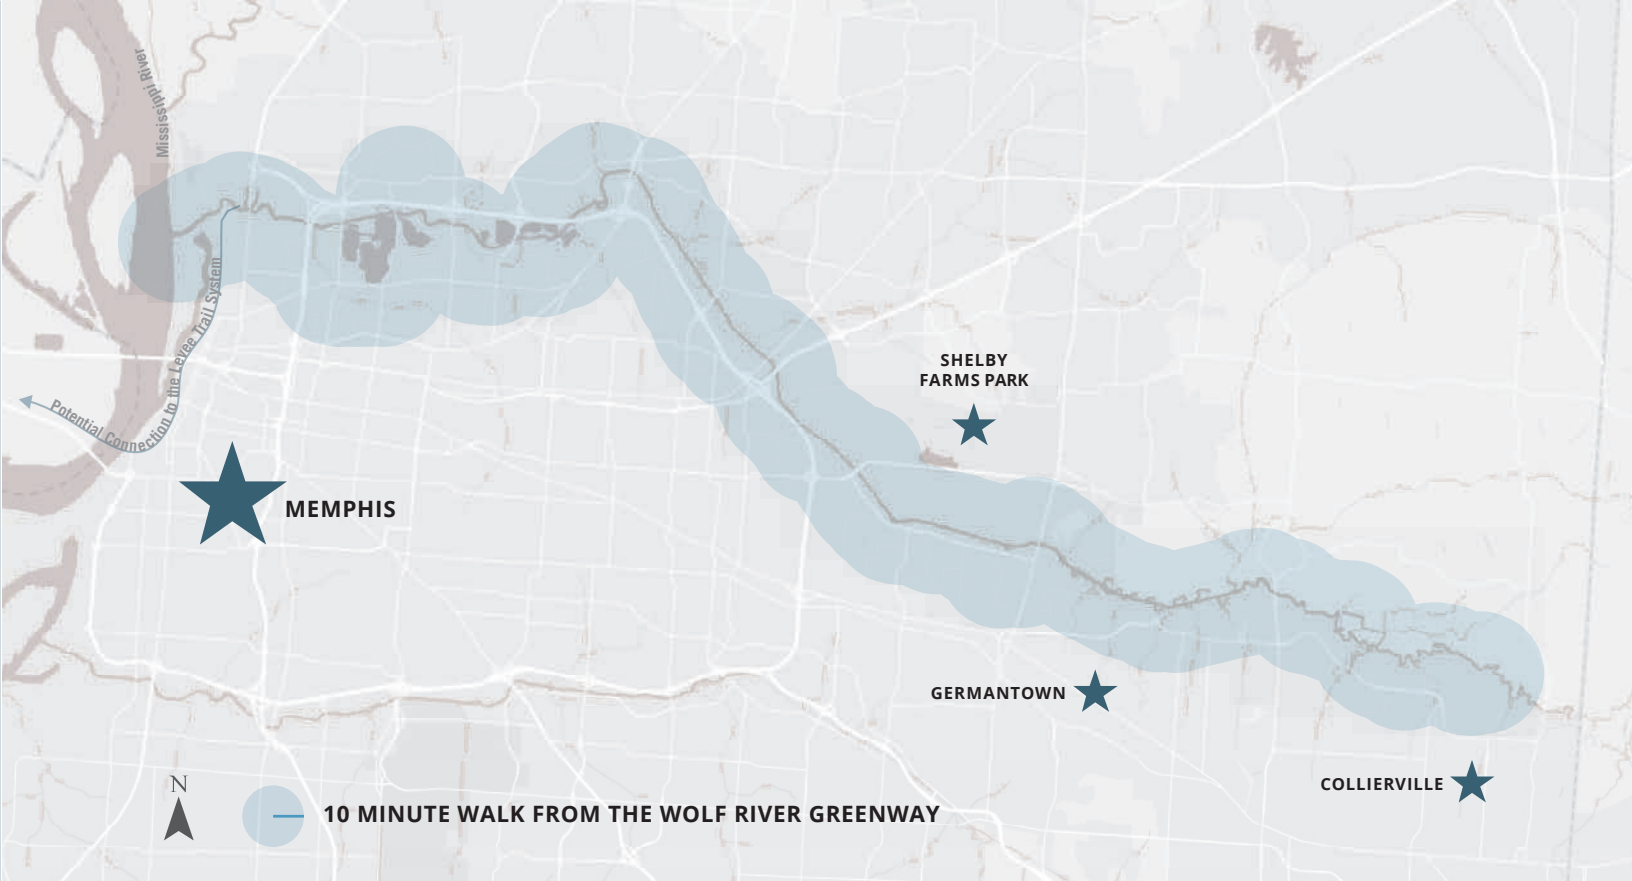 Mississippi River
Potential Connection to the Levee Trail System
SHELBY
FARMS PARK
MEMPHIS
GERMANTOWN
COLLIERVILLE
N
10 MINUTE WALK FROM THE WOLF RIVER GREENWAY